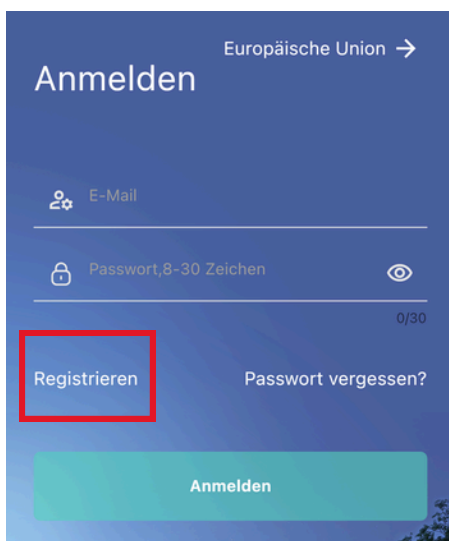 Europäische Union
Anmelden
E-Mail
Passwort,8-30 Zeichen
0/30
Registrieren
Passwort vergessen?
Anmelden